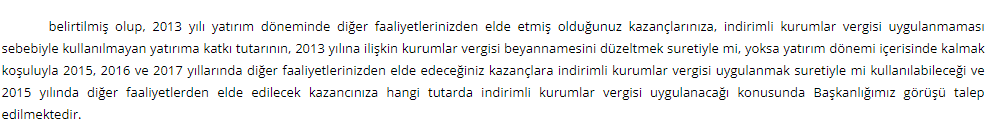 belirtilmiş olup, 2013 yılı yatırım döneminde diğer faaliyetlerinizden elde etmiş olduğunuz kazançlarınıza, indirimli kurumlar vergisi uygulanmaması
sebebiyle kullanılmayan yatırıma katkı tutarının, 2013 yılına ilişkin kurumlar vergisi beyannamesini düzeltmek suretiyle mi, yoksa yatırım dönemi içerisinde kalmak
koşuluyla 2015, 2016 ve 2017 yıllarında diğer faaliyetlerinizden elde edeceğiniz kazançlara indirimli kurumlar vergisi uygulanmak suretiyle mi kullanılabileceği ve
2015 yılında diğer faaliyetlerden elde edilecek kazancınıza hangi tutarda indirimli kurumlar vergisi uygulanacağı konusunda Başkanlığımız görüşü talep
edilmektedir.